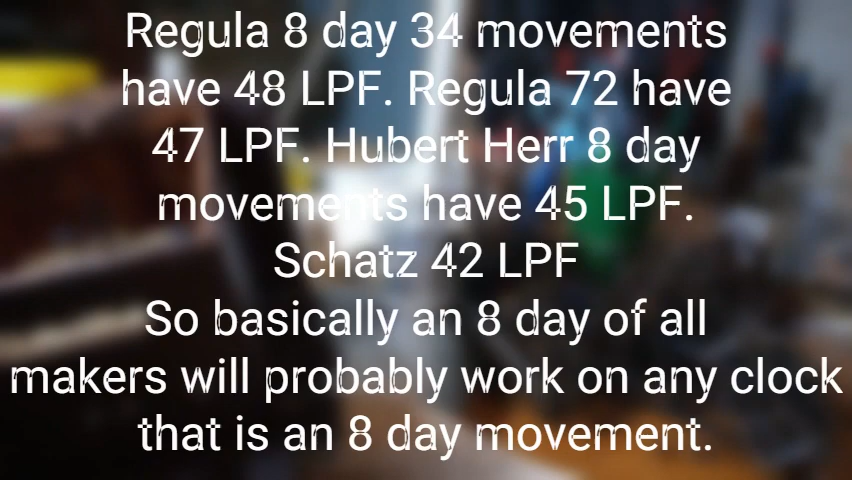 Regula 8 day 34 movements
have 48 LPF. Regula 72 have
47 LPF. Hubert Herr 8 day
movements have 45 LPF.
Schatz 42 LPF
So basically an 8 day of all
makers will probably work on any clock
that is an 8 day movement.